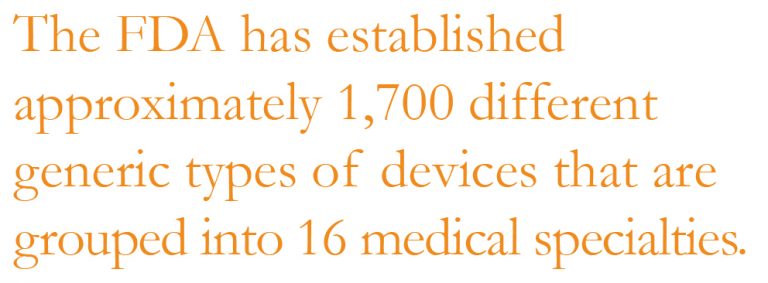 The FDA has established
approximately 1,700 different
generic types of devices that are
grouped into 16 medical specialties.